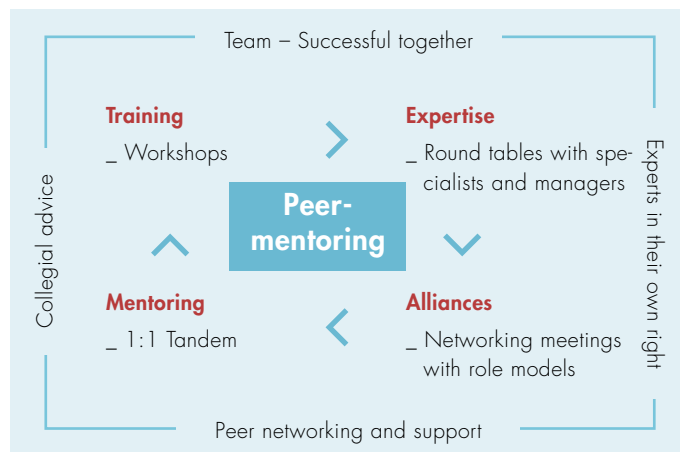 Team – Successful together
Training
_ Workshops
Expertise
_ Round tables with spe-
cialists and managers
Peer-
mentoring
Mentoring
_ 1:1 Tandem
Alliances
_ Networking meetings
with role models
Collegial advice
Experts in their own right
Peer networking and support